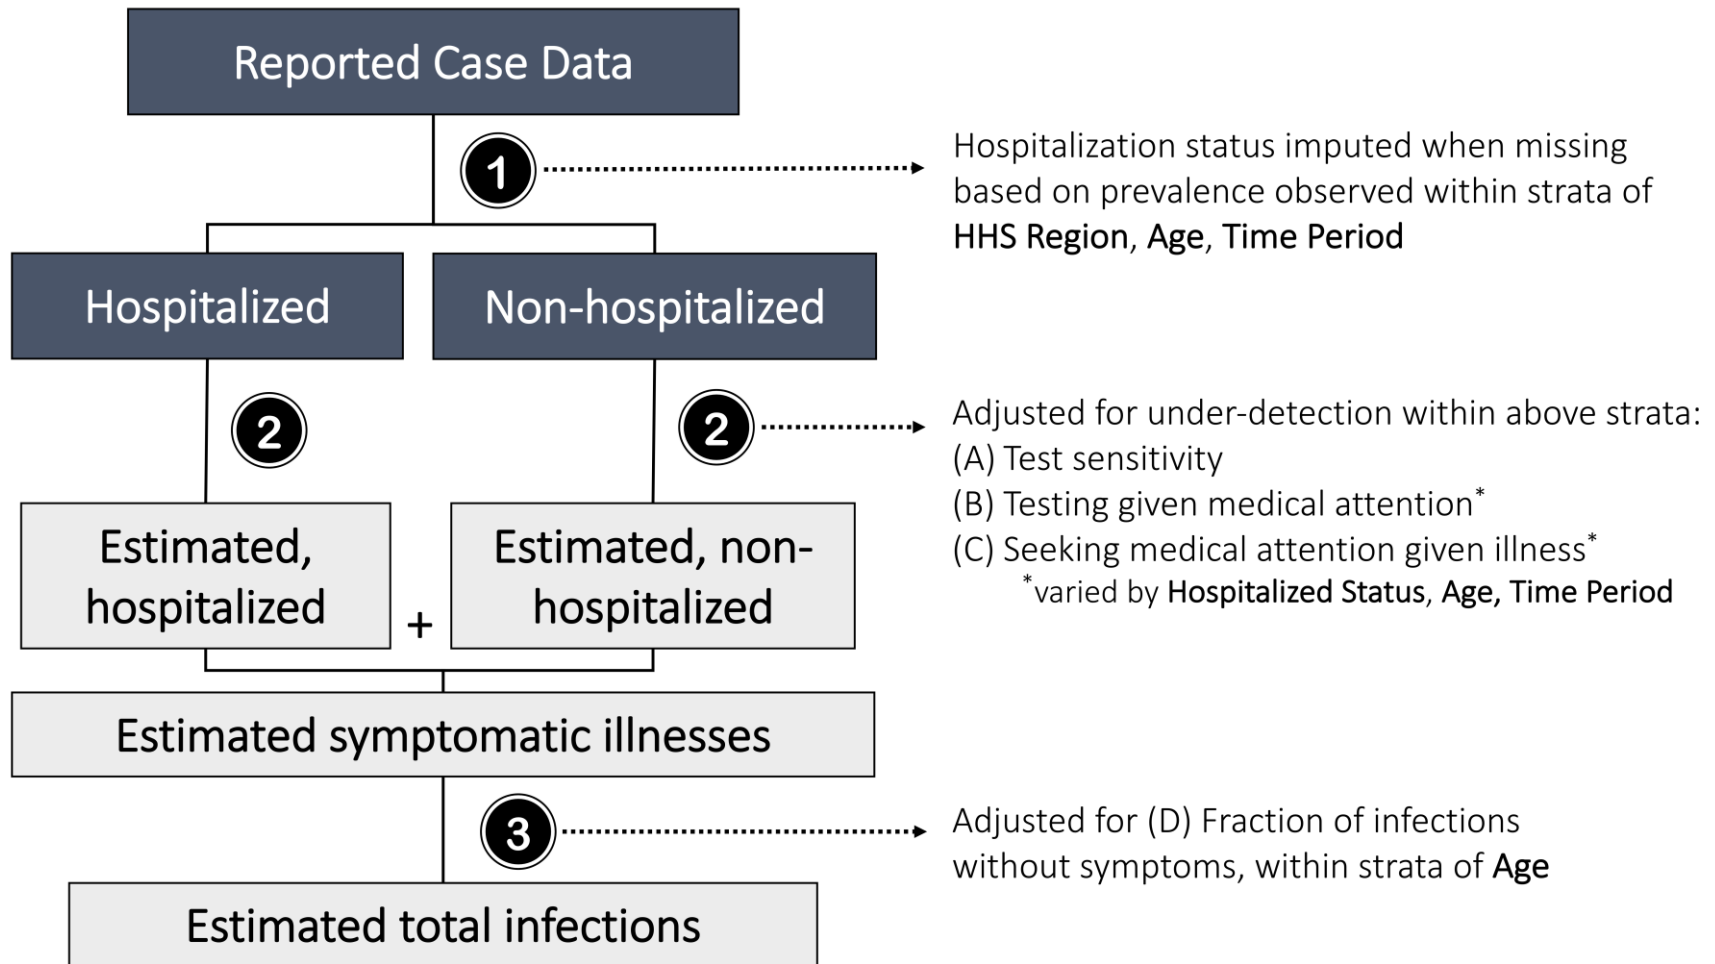 Reported Case Data
1
Hospitalization status imputed when missing
based on prevalence observed within strata of
HHS Region, Age, Time Period
Hospitalized
Non-hospitalized
2
2
Adjusted for under-detection within above strata:
(A) Test sensitivity
(B) Testing given medical attention*
(C) Seeking medical attention given illness*
*varied by Hospitalized Status, Age, Time Period
Estimated,
hospitalized
+
Estimated, non-
hospitalized
Estimated symptomatic illnesses
3
Adjusted for (D) Fraction of infections
without symptoms, within strata of Age
Estimated total infections